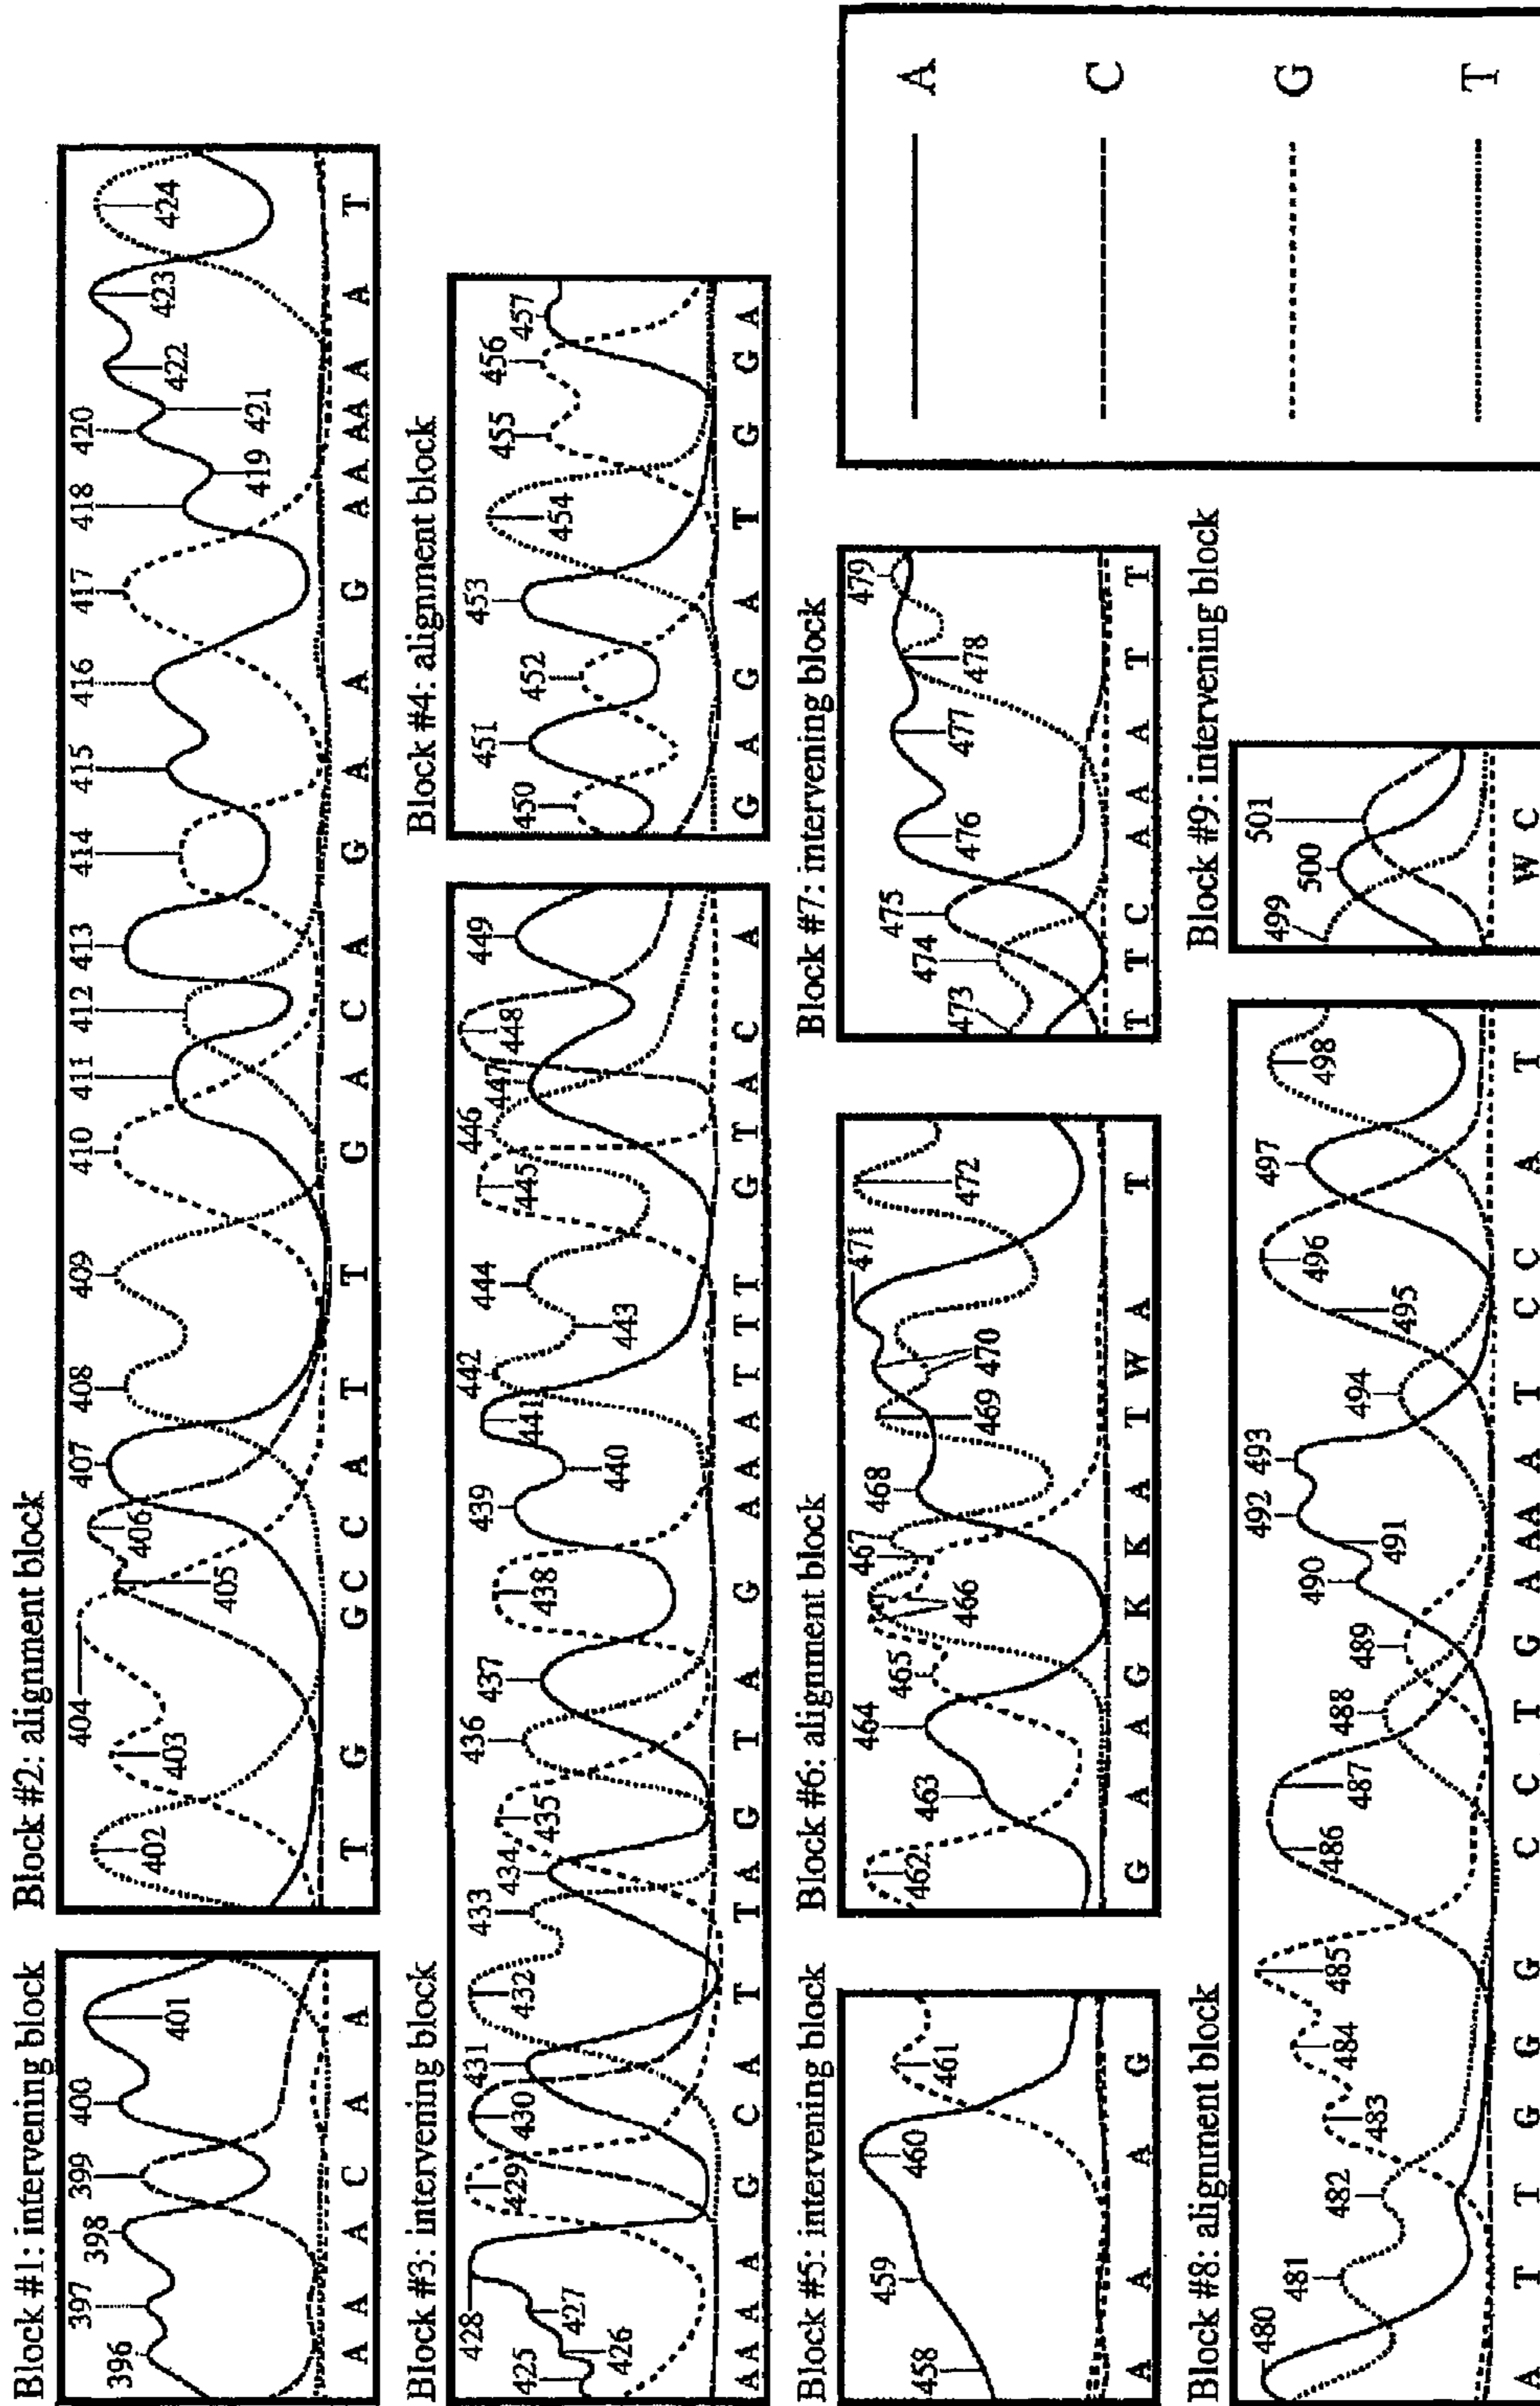 Block #1: intervening block
396 397 398 399 400 401
A A A C A A
Block #2: alignment block
402 403 404 405 406 407 408 409 410 411 412 413 414 415 416 417 418 419 420 421 422 423 424
T G G C C A T T G A C A G A A G A A A A A A T
Block #3: intervening block
425 426 427 428 429 430 431 432 433 434 435 436 437 438 439 440 441 442 443 444 445 446 447 448 449
A A A A G C A T T A G T A G A A A T T T G T A C A
Block #4: alignment block
450 451 452 453 454 455 456 457
G A G A T G G A
Block #5: intervening block
458 459 460 461
A A A G
Block #6: alignment block
462 463 464 465 466 467 468 469 470 471 472
G A A G K K A T W A T
Block #7: intervening block
473 474 475 476 477 478 479
T T C A A A T T
Block #8: alignment block
480 481 482 483 484 485 486 487 488 489 490 491 492 493 494 495 496 497 498
A T T G G G C C T G A A A A T C C A T
Block #9: intervening block
499 500 501
W C
A
C
G
T